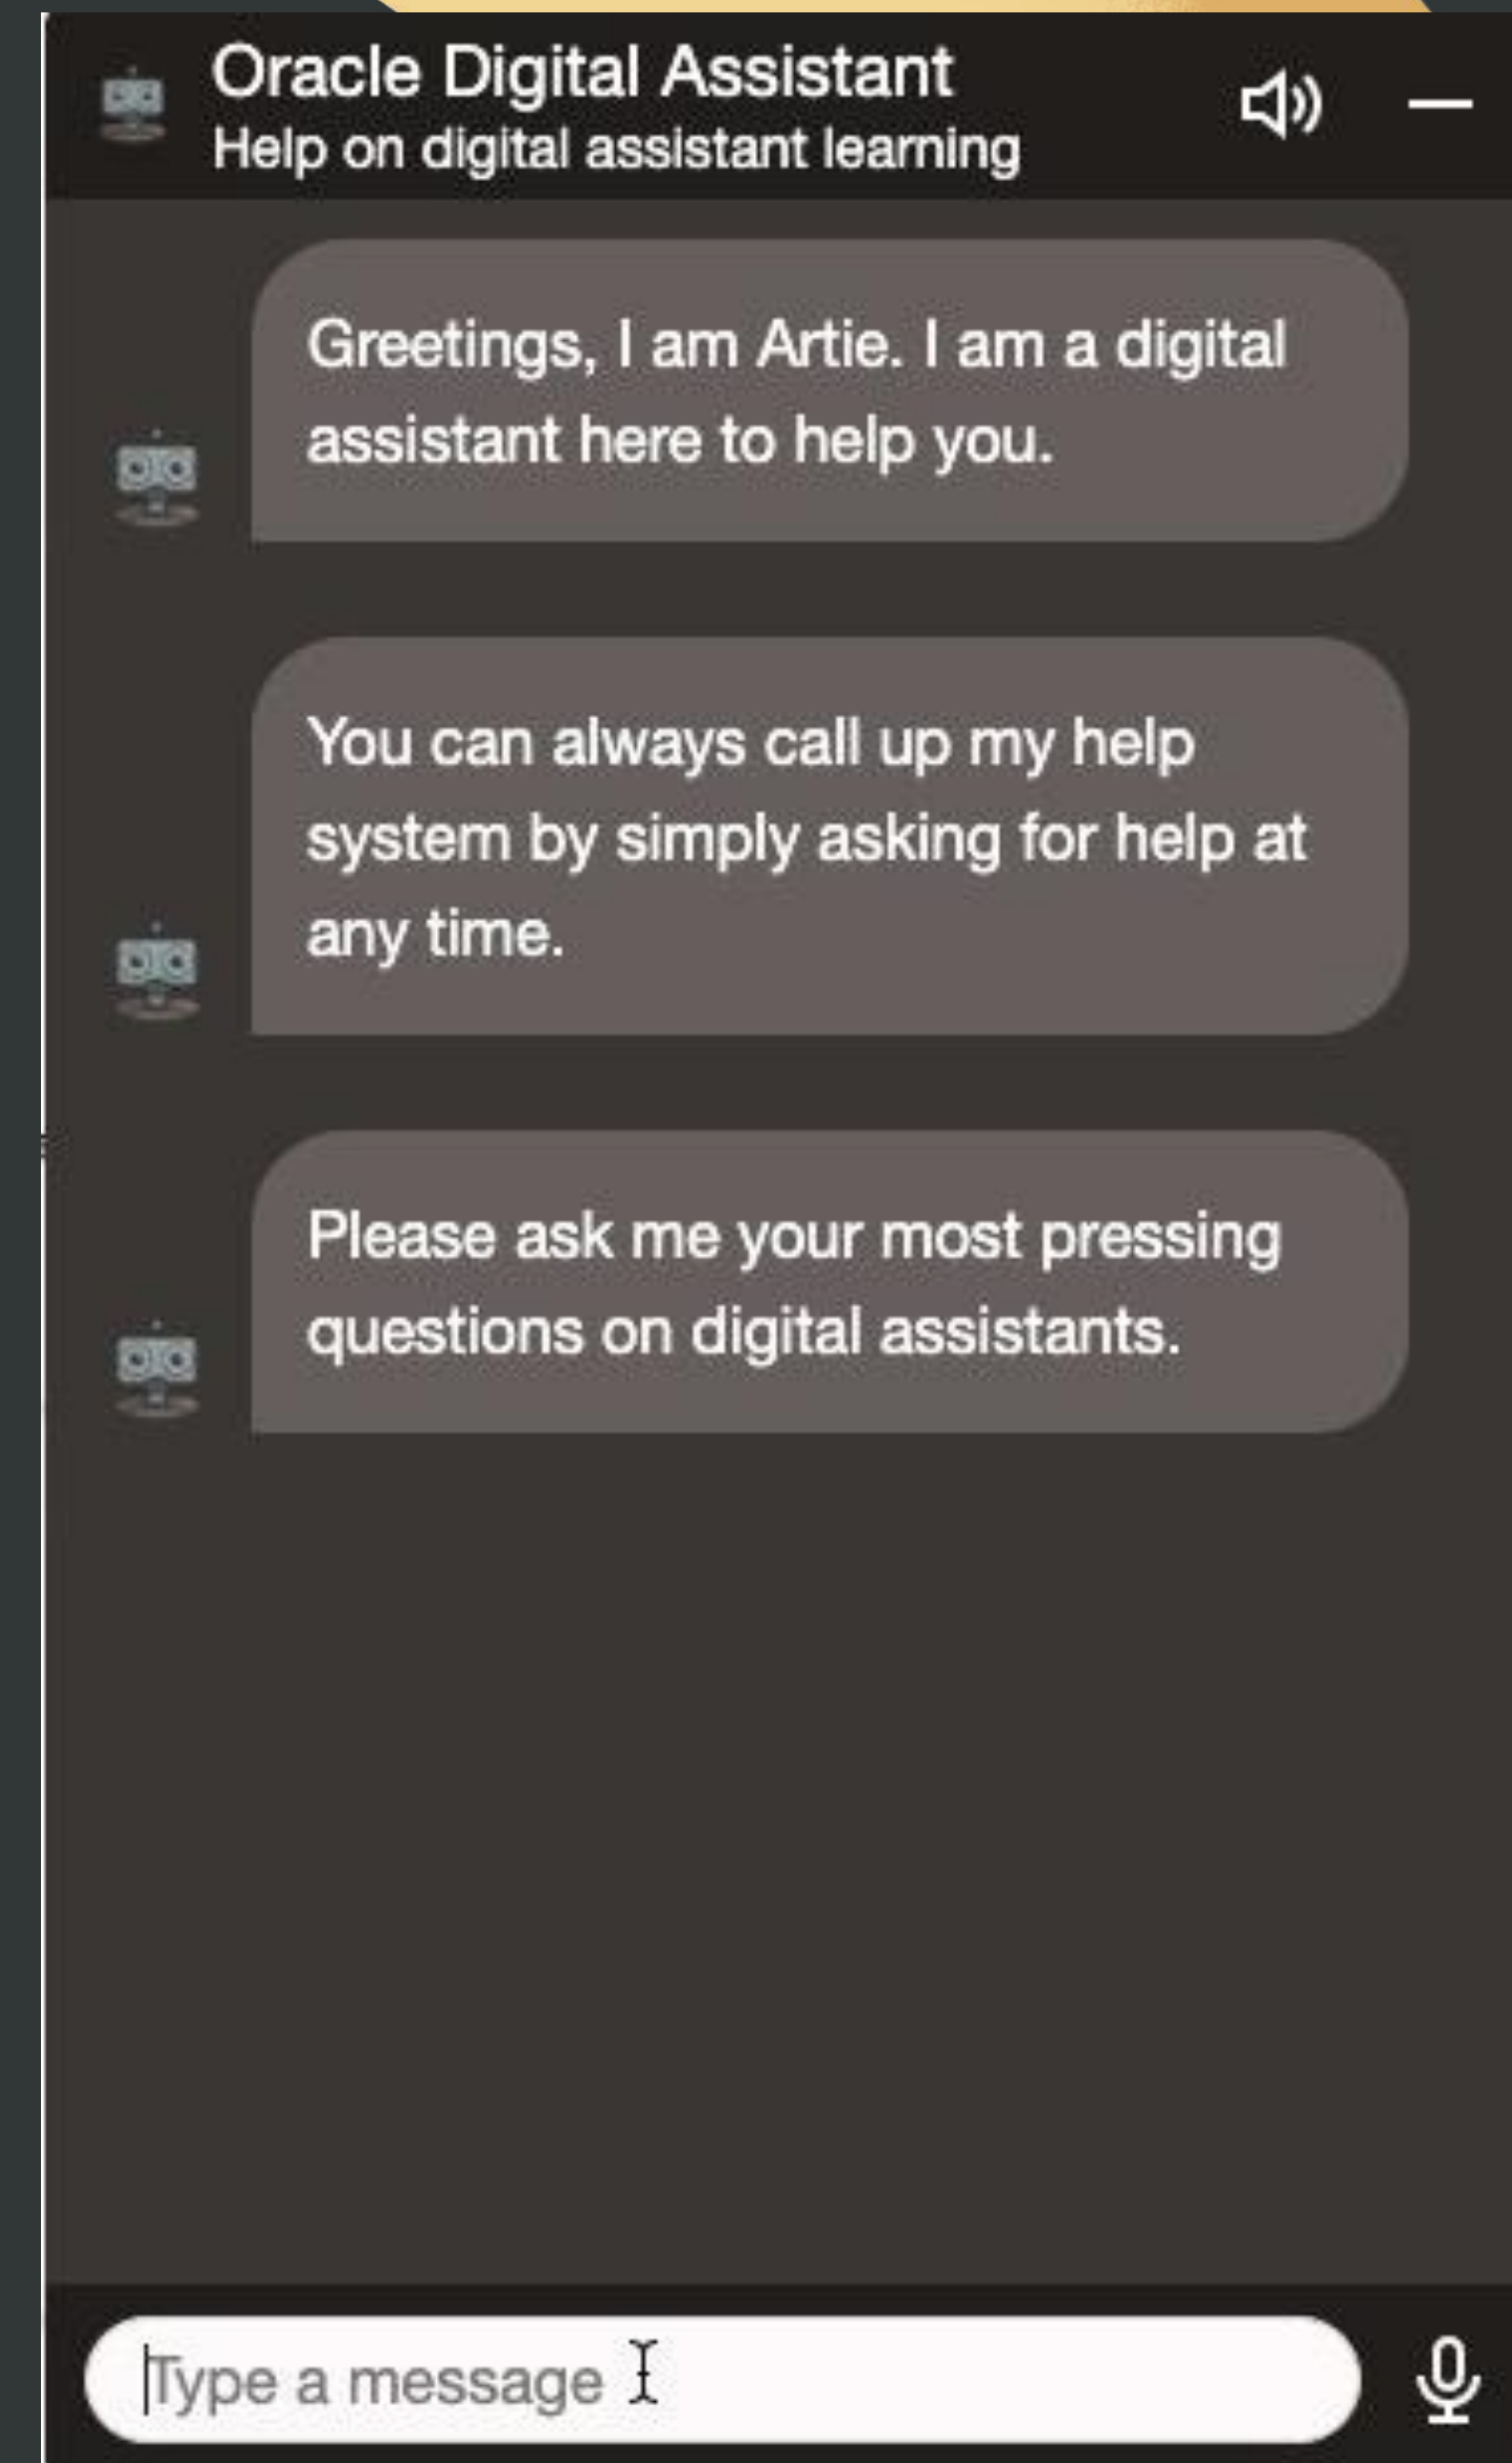 Oracle Digital Assistant
Help on digital assistant learning
Greetings, I am Artie. I am a digital
assistant here to help you.
You can always call up my help
system by simply asking for help at
any time.
Please ask me your most pressing
questions on digital assistants.
Type a message